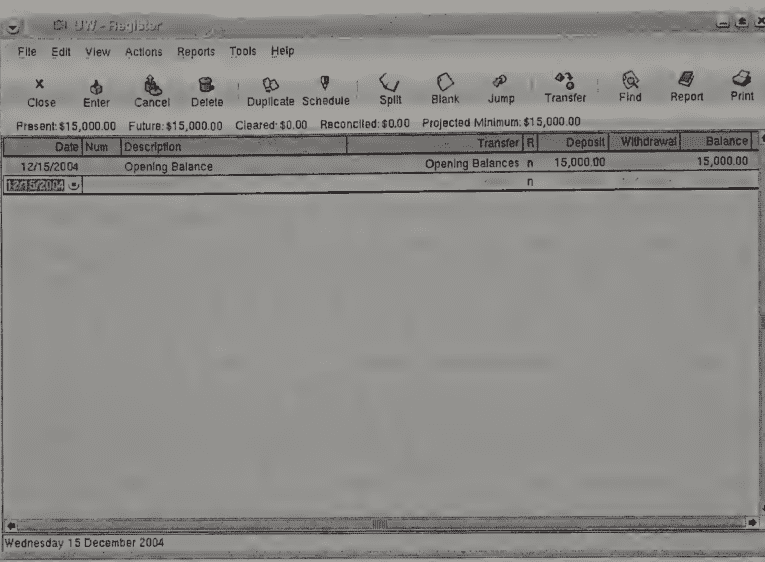 UW - Register
File Edit View Actions Reports Tools Help
Close Enter Cancel Delete Duplicate Schedule Split Blank Jump Transfer Find Report Print
Present: $15,000.00 Future: $15,000.00 Cleared: $0.00 Reconciled: $0.00 Projected Minimum: $15,000.00
Date Num Description Transfer R Deposit Withdrawal Balance
12/15/2004 Opening Balance Opening Balances n 15,000.00 15,000.00
12/15/2004 n
Wednesday 15 December 2004